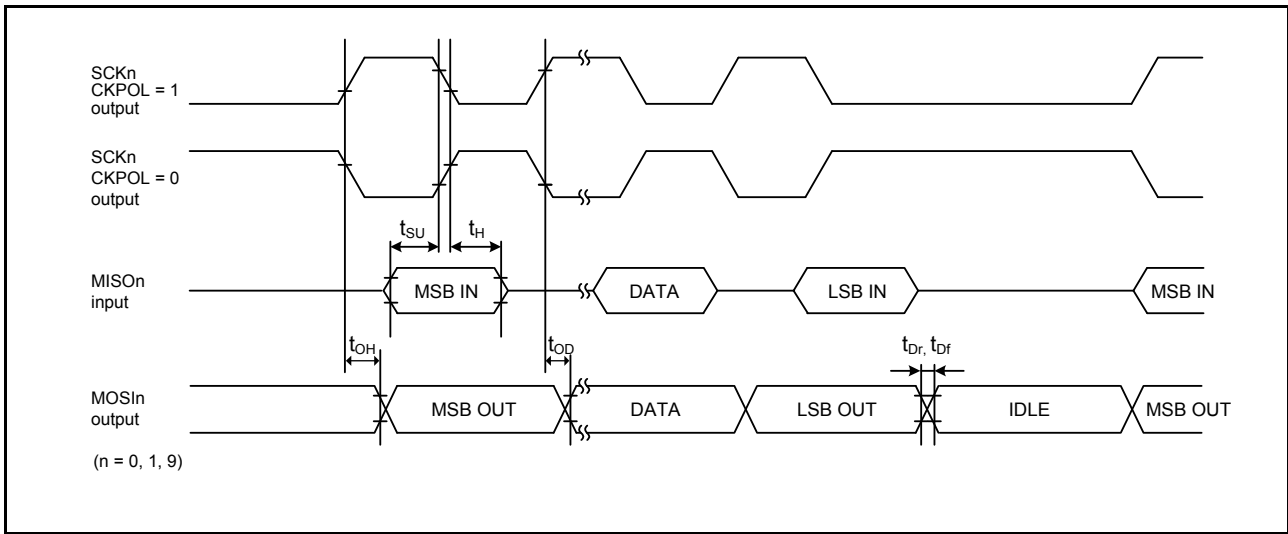 SCKn
CKPOL = 1
output
SCKn
CKPOL = 0
output
tSU
tH
MISOn
input
MSB IN
DATA
LSB IN
MSB IN
tOH
tOD
tDr, tDf
MOSIn
output
MSB OUT
DATA
LSB OUT
IDLE
MSB OUT
(n = 0, 1, 9)